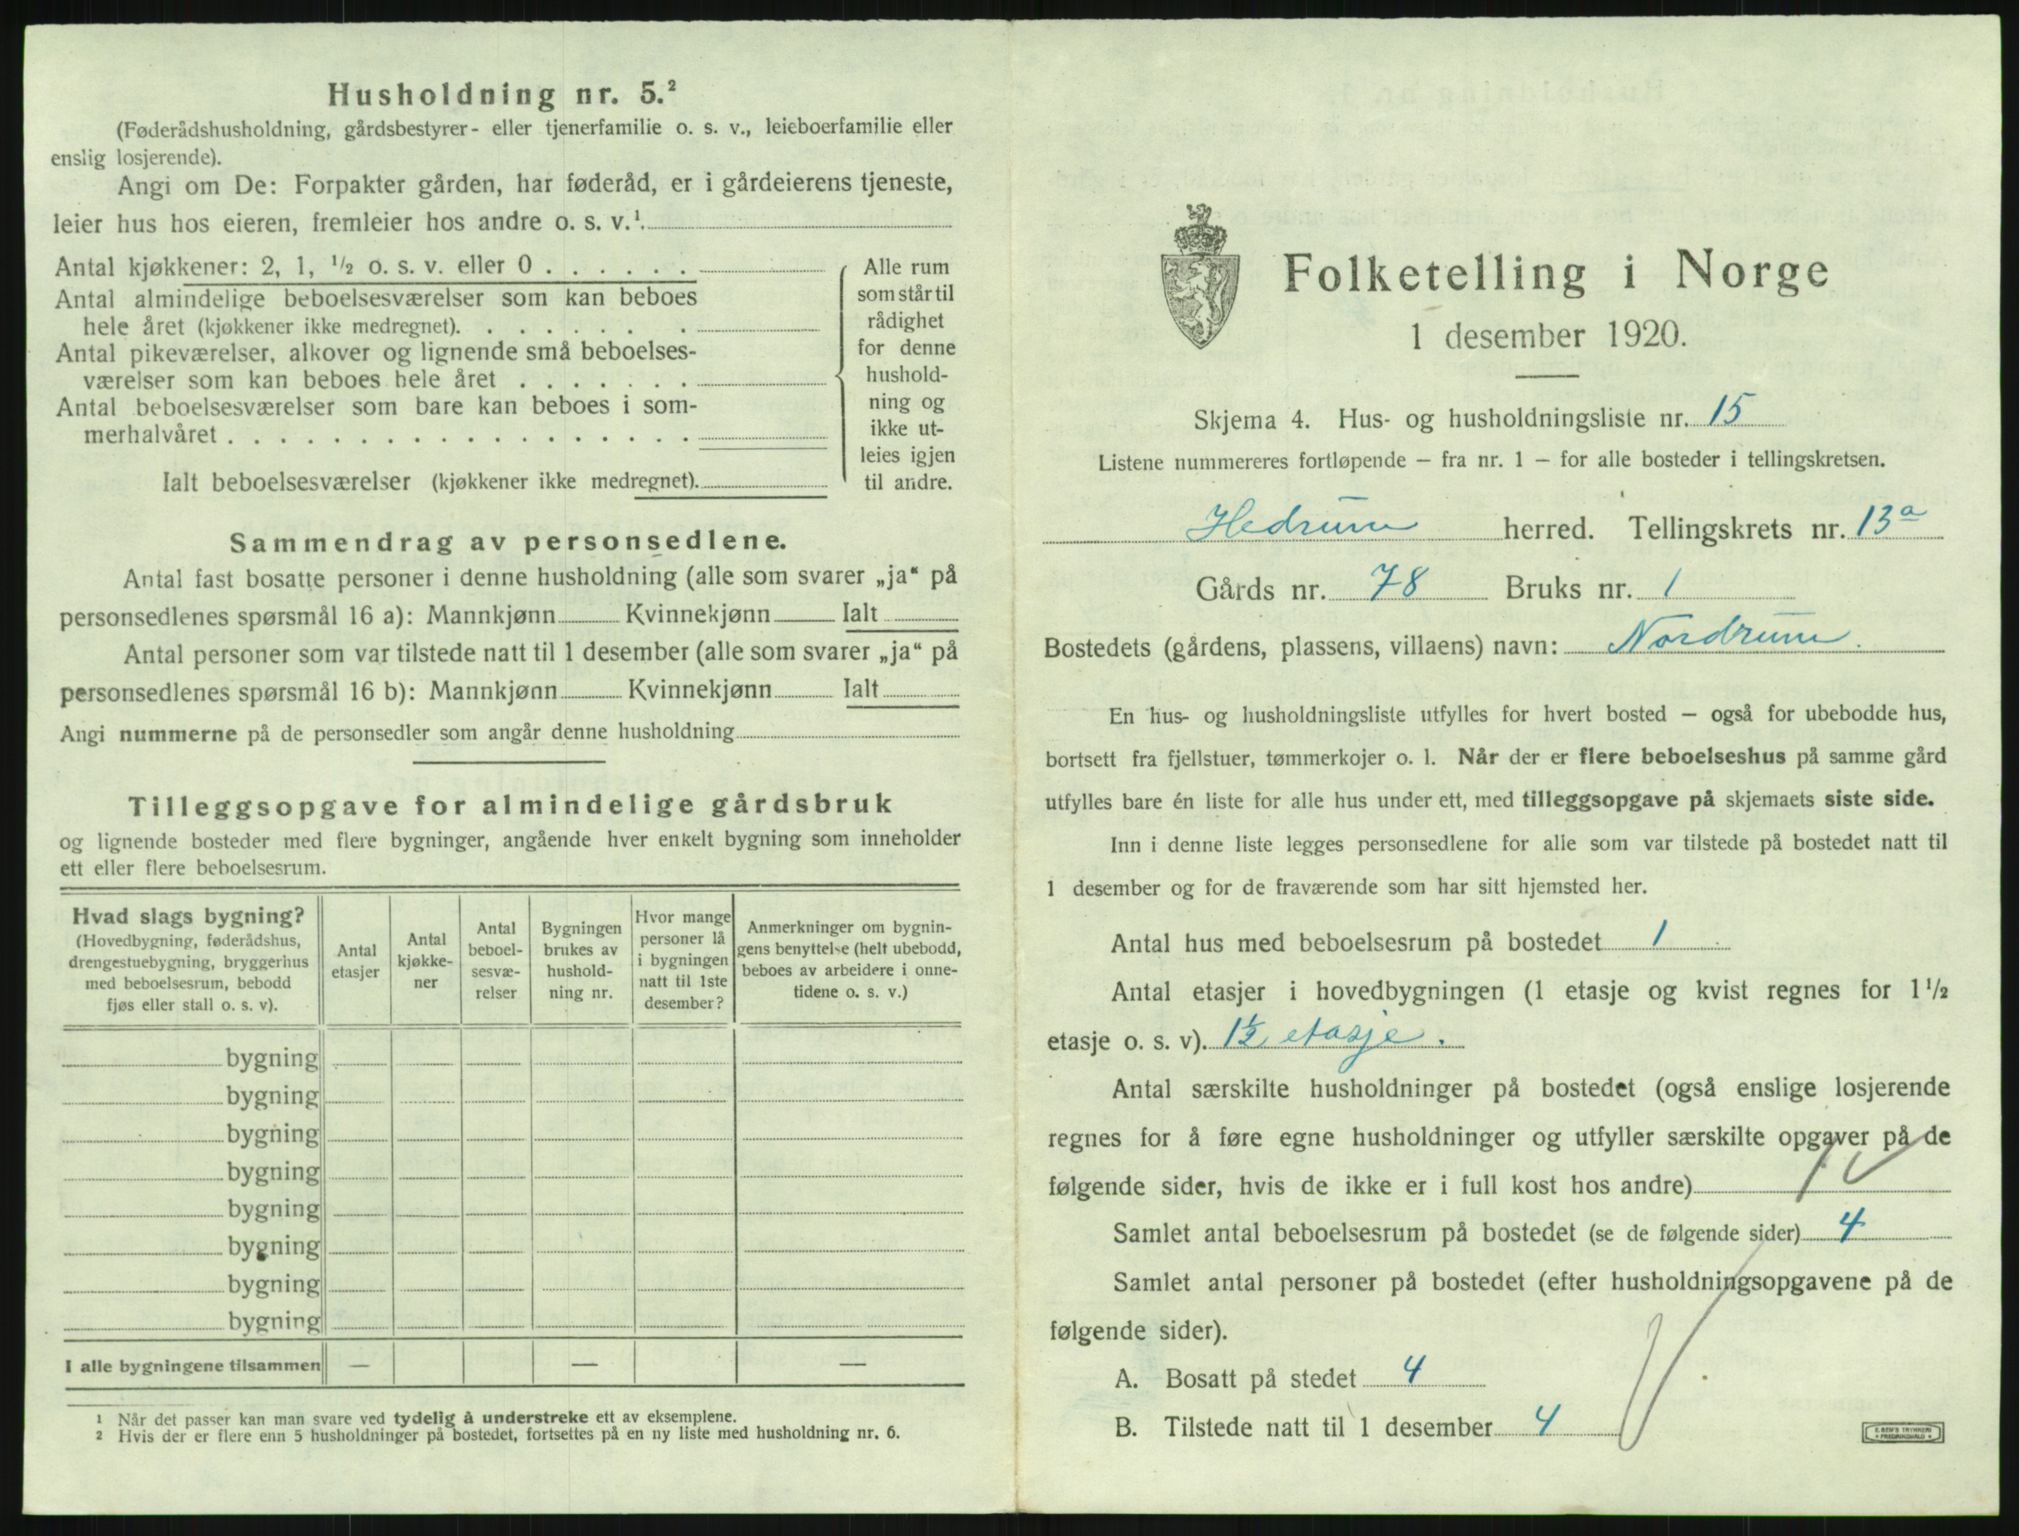 Husholdning nr. 5.²
(Føderådshusholdning, gårdsbestyrer- eller tjenerfamilie o. s. v., leieboerfamilie eller
enslig losjerende).
Angi om De: Forpakter gården, har føderåd, er i gårdeierens tjeneste,
leier hus hos eieren, fremleier hos andre o. s. v.¹
Antal kjøkkener: 2, 1, ½ o. s. v. eller 0 . . . . . .
Antal almindelige beboelsesværelser som kan beboes
hele året (kjøkkener ikke medregnet). . . . . . . .
Antal pikeværelser, alkover og lignende små beboelses-
værelser som kan beboes hele året . . . . . . .
Antal beboelsesværelser som bare kan beboes i som-
merhalvåret . . . . . . . . . . . . . . . . . .
Ialt beboelsesværelser (kjøkkener ikke medregnet).
Alle rum
som står til
rådighet
for denne
hushold-
ning og
ikke ut-
leies igjen
til andre.
Sammendrag av personsedlene.
Antal fast bosatte personer i denne husholdning (alle som svarer „ja“ på
personsedlenes spørsmål 16 a): Mannkjønn Kvinnekjønn Ialt
Antal personer som var tilstede natt til 1 desember (alle som svarer „ja“ på
personsedlenes spørsmål 16 b): Mannkjønn Kvinnekjønn Ialt
Angi nummerne på de personsedler som angår denne husholdning
Tilleggsopgave for almindelige gårdsbruk
og lignende bosteder med flere bygninger, angående hver enkelt bygning som inneholder
ett eller flere beboelsesrum.
Hvad slags bygning?
(Hovedbygning, føderådshus,
drengestuebygning, bryggerhus
med beboelsesrum, bebodd
fjøs eller stall o. s. v).
Antal
etasjer
Antal
kjøkke-
ner
Antal
beboel-
sesvæ-
relser
Bygningen
brukes av
hushold-
ning nr.
Hvor mange
personer lå
i bygningen
natt til 1ste
desember?
Anmerkninger om bygnin-
gens benyttelse (helt ubebodd,
beboes av arbeidere i onne-
tidene o. s. v.)
bygning
bygning
bygning
bygning
bygning
bygning
bygning
bygning
I alle bygningene tilsammen — — —
¹ Når det passer kan man svare ved tydelig å understreke ett av eksemplene.
² Hvis der er flere enn 5 husholdninger på bostedet, fortsettes på en ny liste med husholdning nr. 6.
Folketelling i Norge
1 desember 1920.
Skjema 4. Hus- og husholdningsliste nr. 15
Listene nummereres fortløpende — fra nr. 1 — for alle bosteder i tellingskretsen.
Hedrum herred. Tellingskrets nr. 13a
Gårds nr. 78 Bruks nr. 1
Bostedets (gårdens, plassens, villaens) navn: Nordrum.
En hus- og husholdningsliste utfylles for hvert bosted — også for ubebodde hus,
bortsett fra fjellstuer, tømmerkojer o. l. Når der er flere beboelseshus på samme gård
utfylles bare én liste for alle hus under ett, med tilleggsopgave på skjemaets siste side.
Inn i denne liste legges personsedlene for alle som var tilstede på bostedet natt til
1 desember og for de fraværende som har sitt hjemsted her.
Antal hus med beboelsesrum på bostedet 1
Antal etasjer i hovedbygningen (1 etasje og kvist regnes for 1½
etasje o. s. v). 1½ etasje.
Antal særskilte husholdninger på bostedet (også enslige losjerende
regnes for å føre egne husholdninger og utfyller særskilte opgaver på de
følgende sider, hvis de ikke er i full kost hos andre) 1
Samlet antal beboelsesrum på bostedet (se de følgende sider) 4
Samlet antal personer på bostedet (efter husholdningsopgavene på de
følgende sider).
A. Bosatt på stedet 4
B. Tilstede natt til 1 desember 4